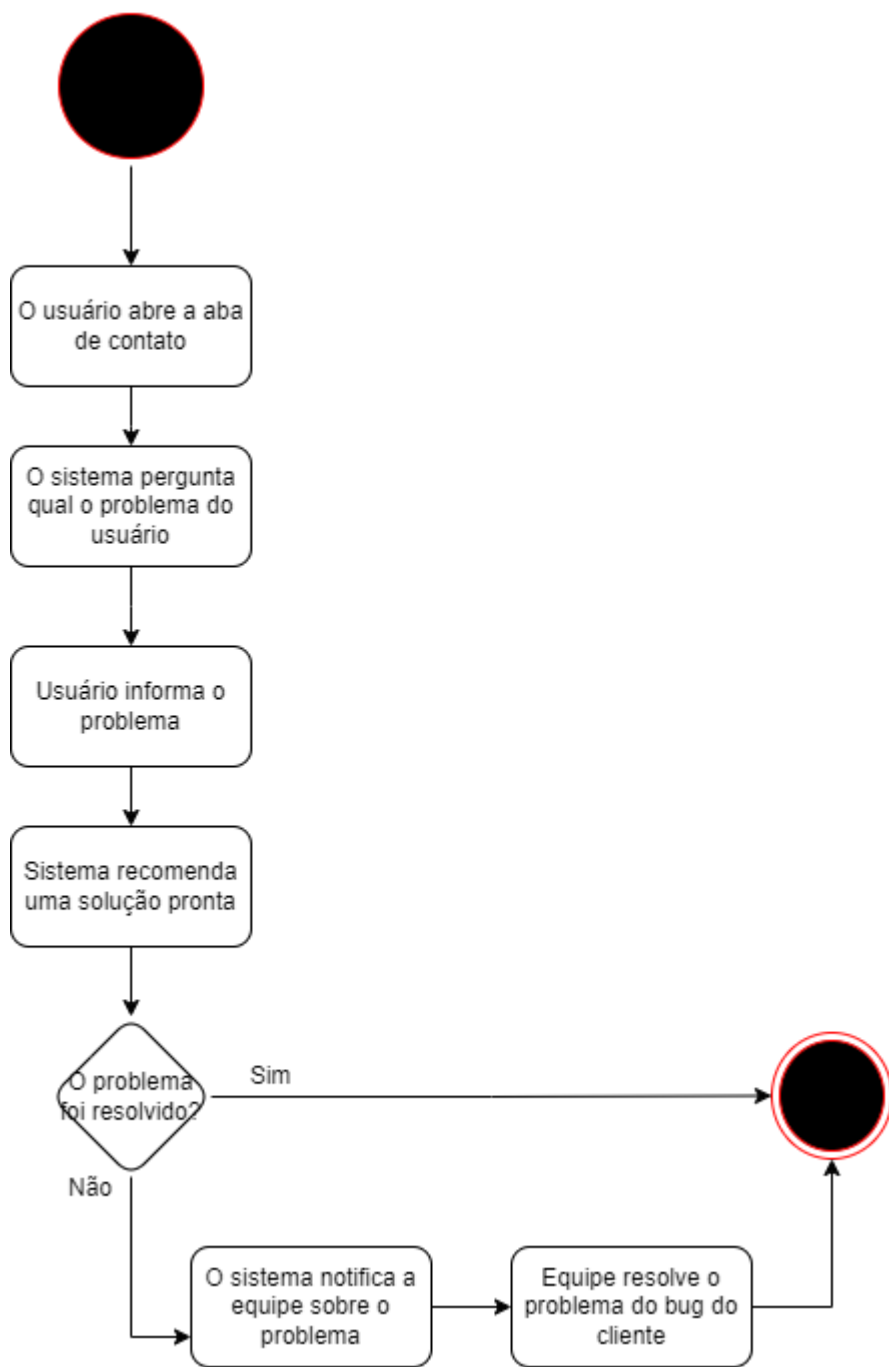 O usuário abre a aba
de contato
O sistema pergunta
qual o problema do
usuário
Usuário informa o
problema
Sistema recomenda
uma solução pronta
O problema
foi resolvido?
Sim
Não
O sistema notifica a
equipe sobre o
problema
Equipe resolve o
problema do bug do
cliente